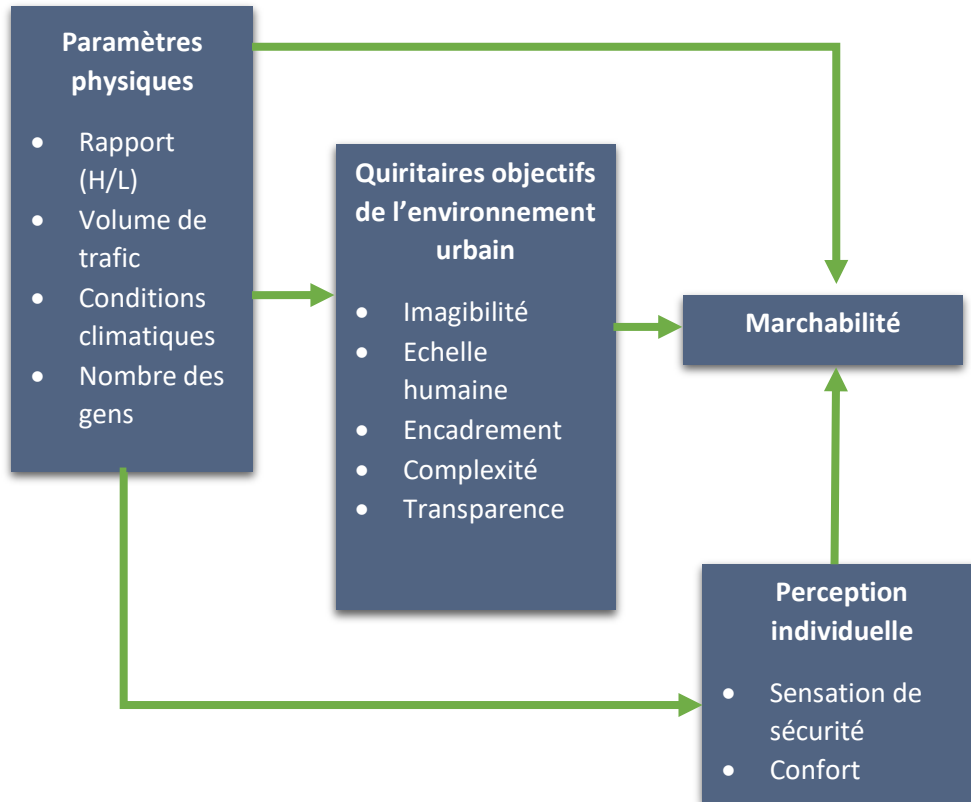 Paramètres
physiques
• Rapport
(H/L)
• Volume de
trafic
• Conditions
climatiques
• Nombre des
gens
Quiritaires objectifs
de l’environnement
urbain
• Imagibilité
• Echelle
humaine
• Encadrement
• Complexité
• Transparence
Marchabilité
Perception
individuelle
• Sensation de
sécurité
• Confort